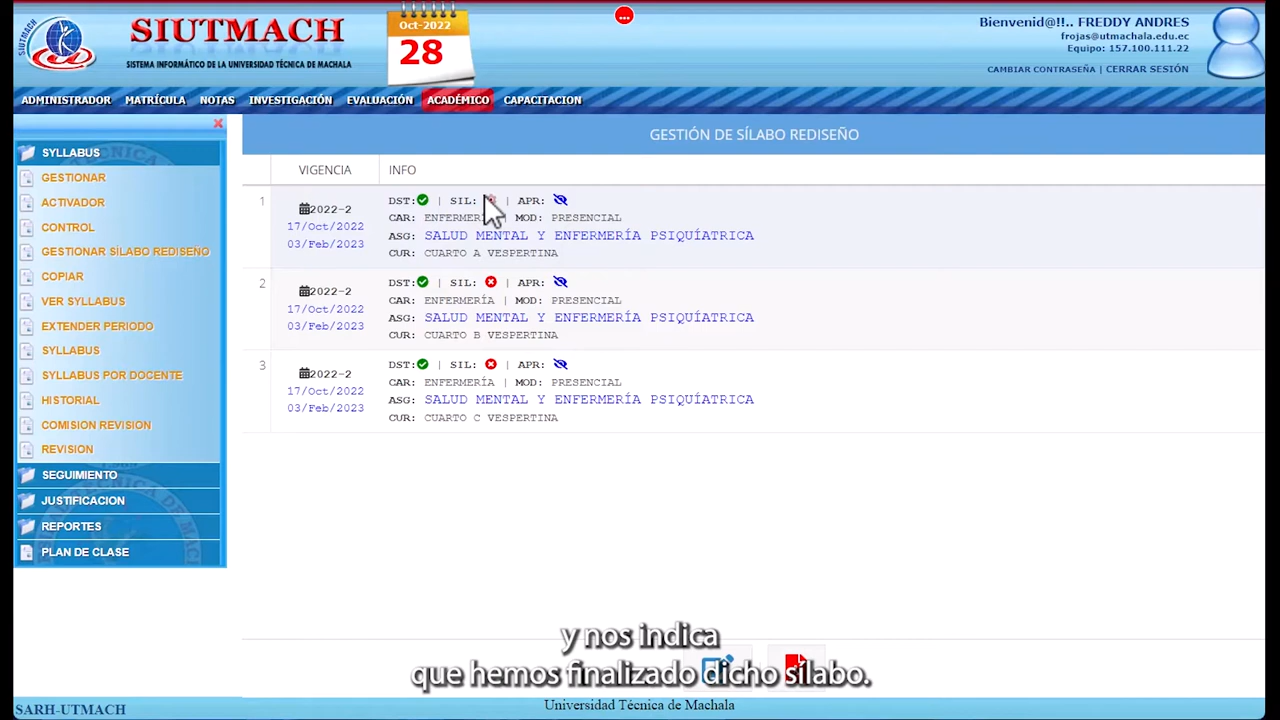 SIUTMACH
SISTEMA INFORMÁTICO DE LA UNIVERSIDAD TÉCNICA DE MACHALA
Oct-2022
28
Bienvenid@!!.. FREDDY ANDRES
frojas@utmachala.edu.ec
Equipo: 157.100.111.22
CAMBIAR CONTRASEÑA | CERRAR SESIÓN
ADMINISTRADOR MATRÍCULA NOTAS INVESTIGACIÓN EVALUACIÓN ACADÉMICO CAPACITACION
SYLLABUS
GESTIONAR
ACTIVADOR
CONTROL
GESTIONAR SÍLABO REDISEÑO
COPIAR
VER SYLLABUS
EXTENDER PERIODO
SYLLABUS
SYLLABUS POR DOCENTE
HISTORIAL
COMISION REVISION
REVISION
SEGUIMIENTO
JUSTIFICACION
REPORTES
PLAN DE CLASE
GESTIÓN DE SÍLABO REDISEÑO
VIGENCIA INFO
1
2022-2
17/Oct/2022
03/Feb/2023
DST: | SIL: | APR:
CAR: ENFERMERÍA MOD: PRESENCIAL
ASG: SALUD MENTAL Y ENFERMERÍA PSIQUÍATRICA
CUR: CUARTO A VESPERTINA
2
2022-2
17/Oct/2022
03/Feb/2023
DST: | SIL: | APR:
CAR: ENFERMERÍA | MOD: PRESENCIAL
ASG: SALUD MENTAL Y ENFERMERÍA PSIQUÍATRICA
CUR: CUARTO B VESPERTINA
3
2022-2
17/Oct/2022
03/Feb/2023
DST: | SIL: | APR:
CAR: ENFERMERÍA | MOD: PRESENCIAL
ASG: SALUD MENTAL Y ENFERMERÍA PSIQUÍATRICA
CUR: CUARTO C VESPERTINA
y nos indica
que hemos finalizado dicho sílabo.
SARH-UTMACH
Universidad Técnica de Machala